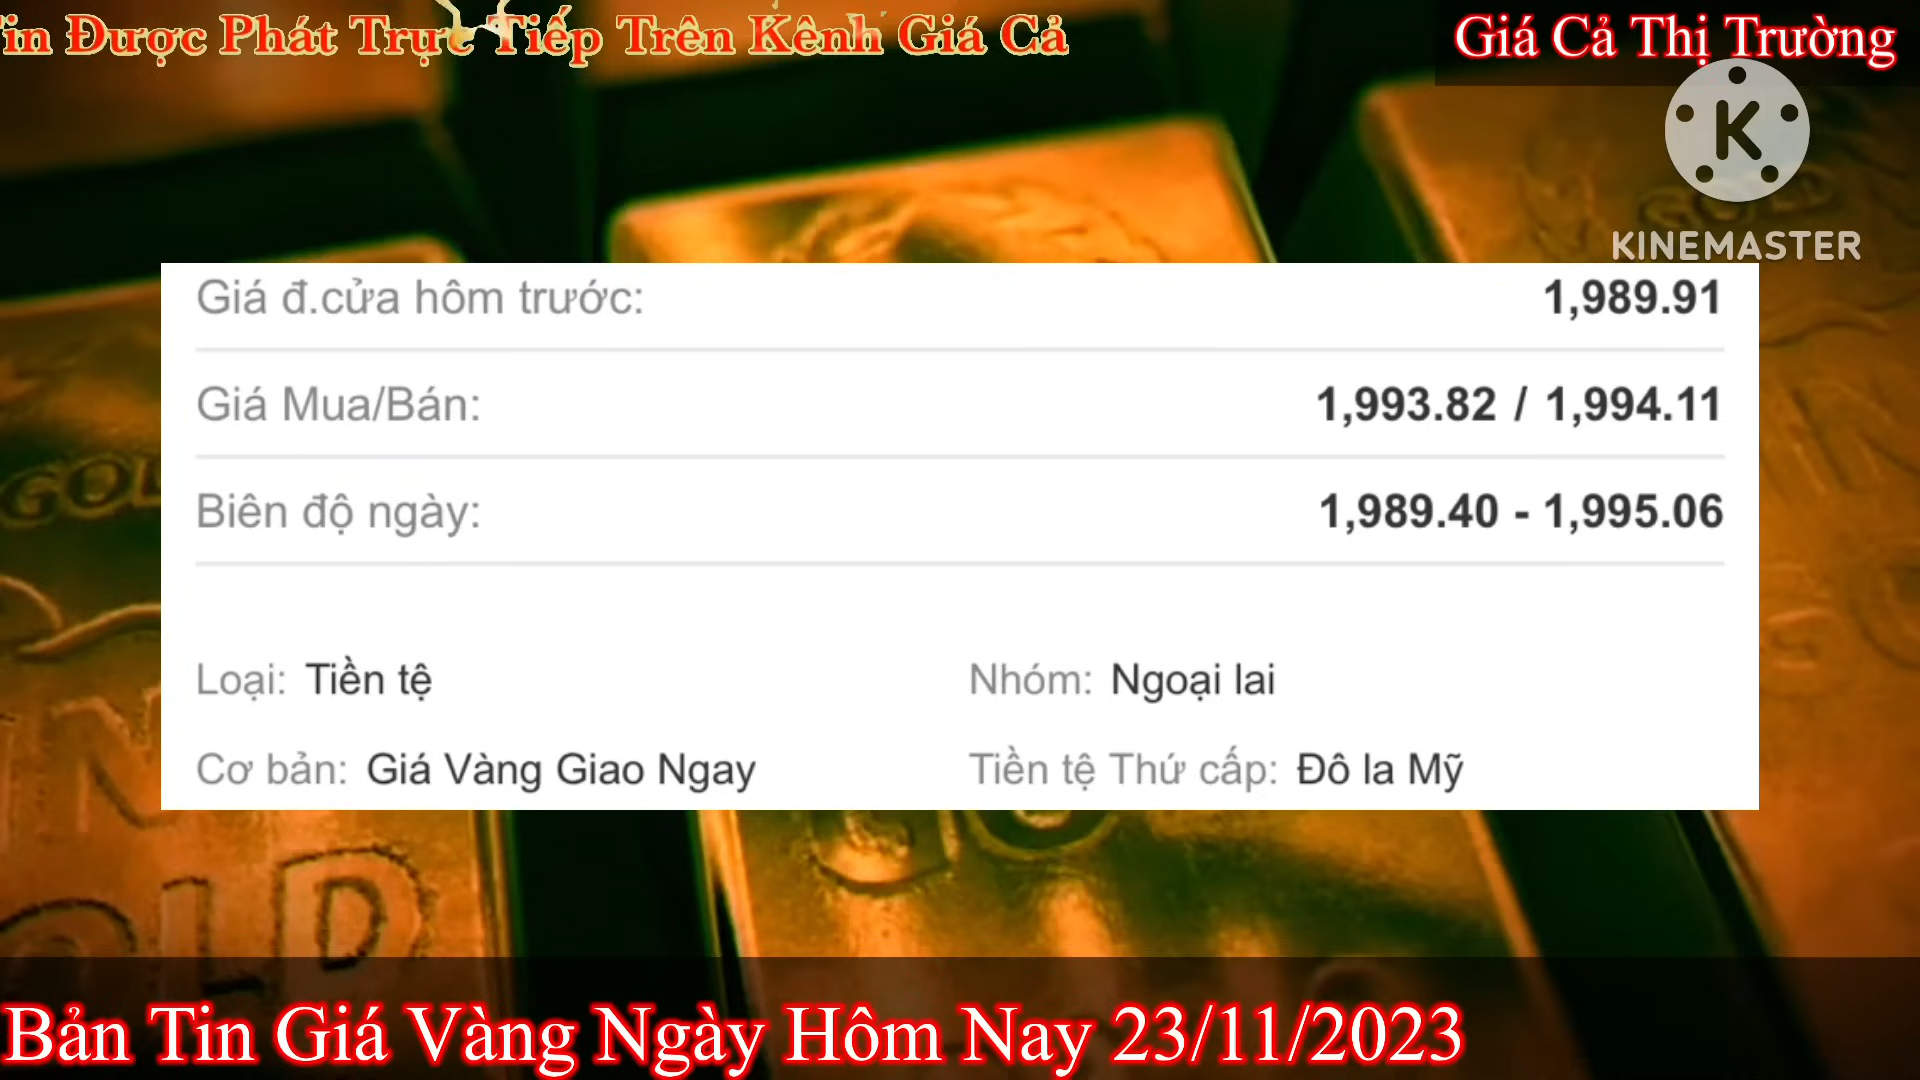 in Được Phát Trực Tiếp Trên Kênh Giá Cả
Giá Cả Thị Trường
K
KINEMASTER
Giá đ.cửa hôm trước: 1,989.91
Giá Mua/Bán: 1,993.82 / 1,994.11
Biên độ ngày: 1,989.40 - 1,995.06
Loại: Tiền tệ Nhóm: Ngoại lai
Cơ bản: Giá Vàng Giao Ngay Tiền tệ Thứ cấp: Đô la Mỹ
GOLD
Bản Tin Giá Vàng Ngày Hôm Nay 23/11/2023